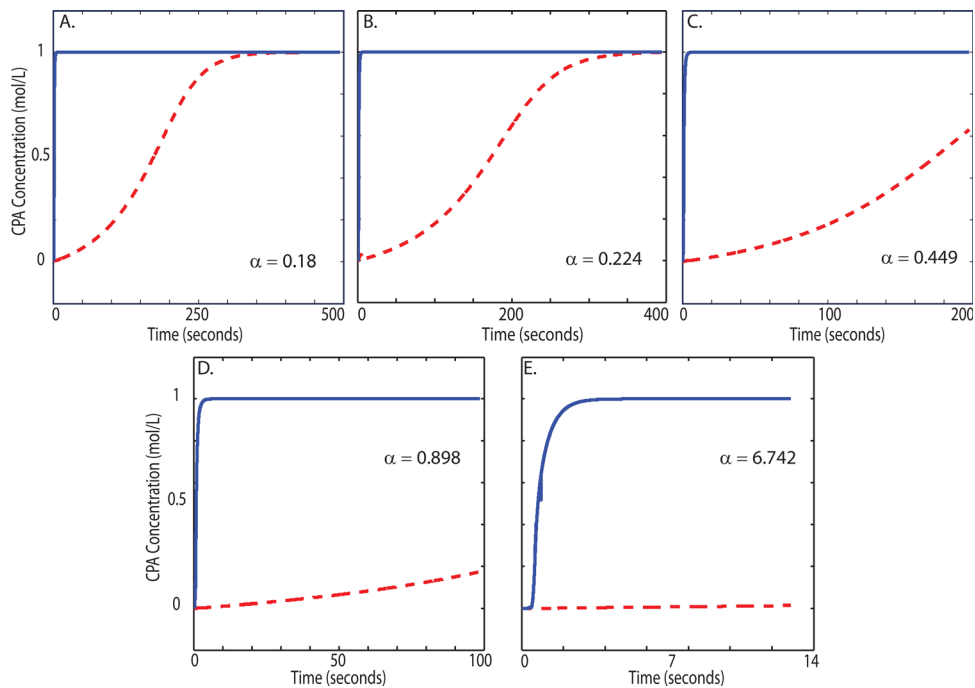 A.
B.
C.
CPA Concentration (mol/L)
1
0.5
0
α = 0.18
α = 0.224
α = 0.449
0 250 500
0 200 400
0 100 200
Time (seconds)
Time (seconds)
Time (seconds)
D.
E.
CPA Concentration (mol/L)
1
0.5
0
α = 0.898
α = 6.742
0 50 100
0 7 14
Time (seconds)
Time (seconds)